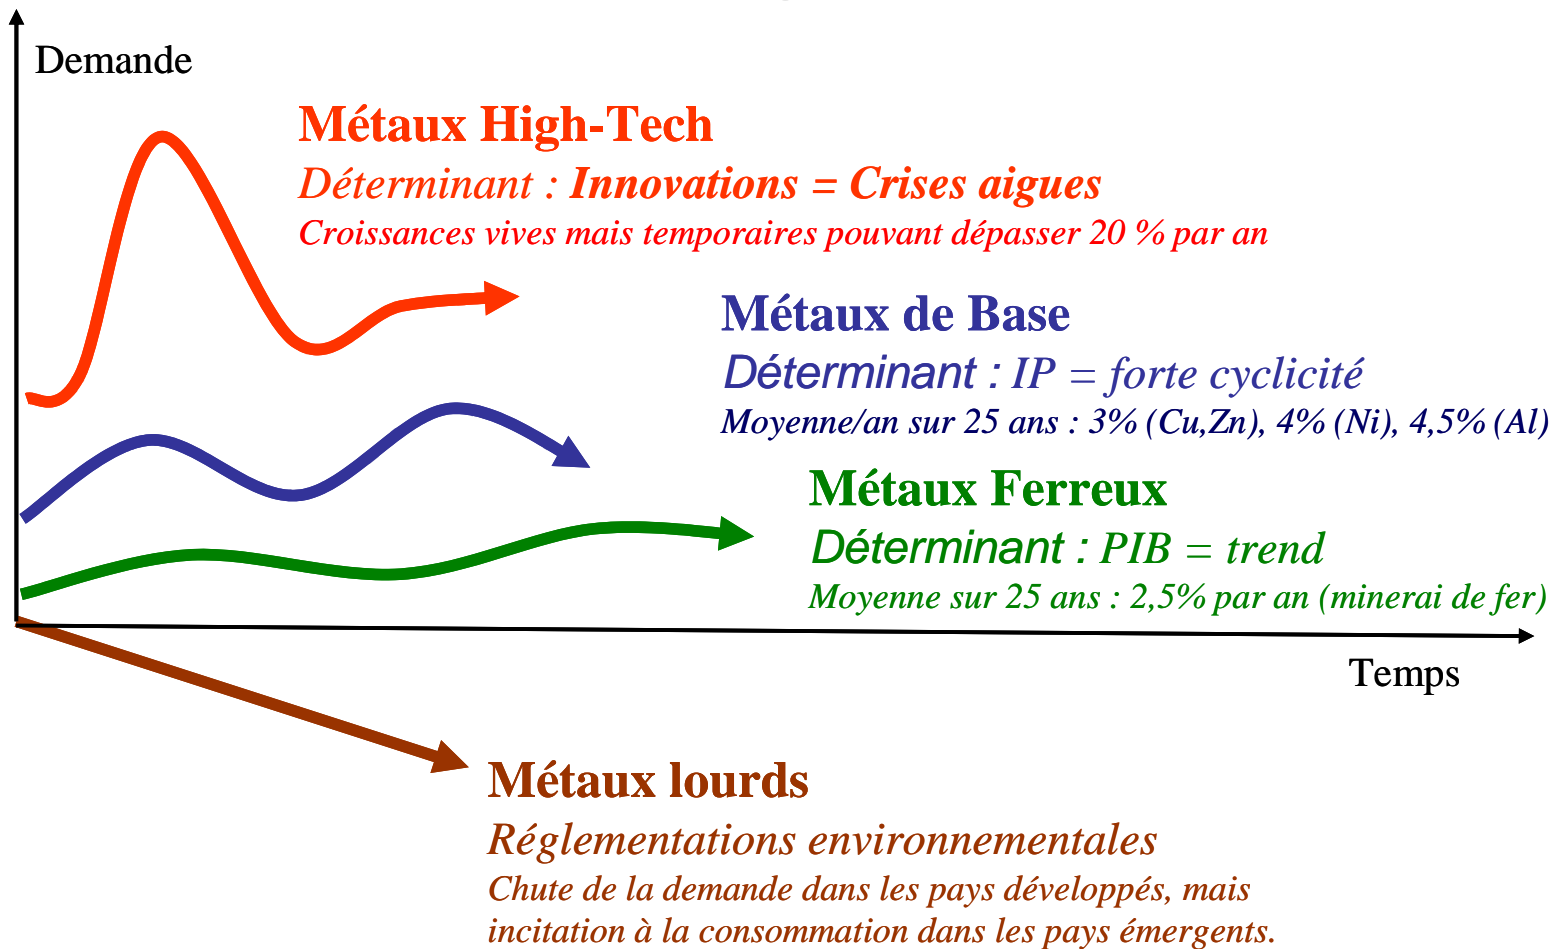 Demande
Métaux High-Tech
Déterminant : Innovations = Crises aigues
Croissances vives mais temporaires pouvant dépasser 20 % par an
Métaux de Base
Déterminant : IP = forte cyclicité
Moyenne/an sur 25 ans : 3% (Cu,Zn), 4% (Ni), 4,5% (Al)
Métaux Ferreux
Déterminant : PIB = trend
Moyenne sur 25 ans : 2,5% par an (minerai de fer)
Temps
Métaux lourds
Réglementations environnementales
Chute de la demande dans les pays développés, mais
incitation à la consommation dans les pays émergents.